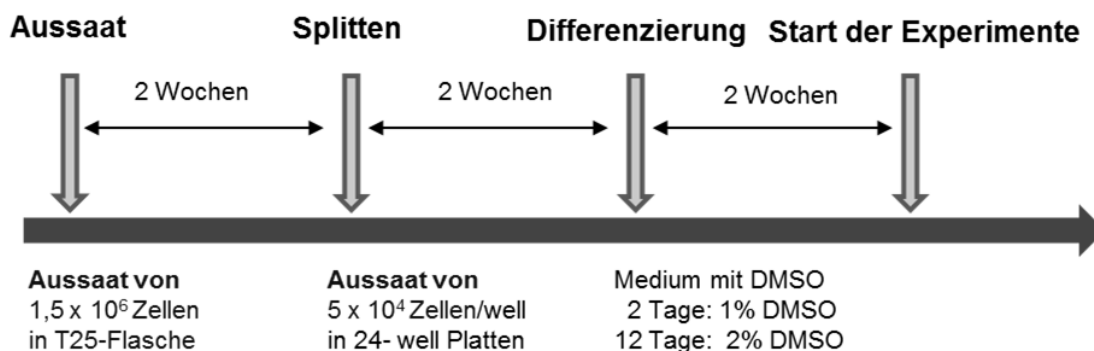 Aussaat Splitten Differenzierung Start der Experimente
2 Wochen 2 Wochen 2 Wochen
Aussaat von
1,5 x 10⁶ Zellen
in T25-Flasche
Aussaat von
5 x 10⁴ Zellen/well
in 24- well Platten
Medium mit DMSO
2 Tage: 1% DMSO
12 Tage: 2% DMSO